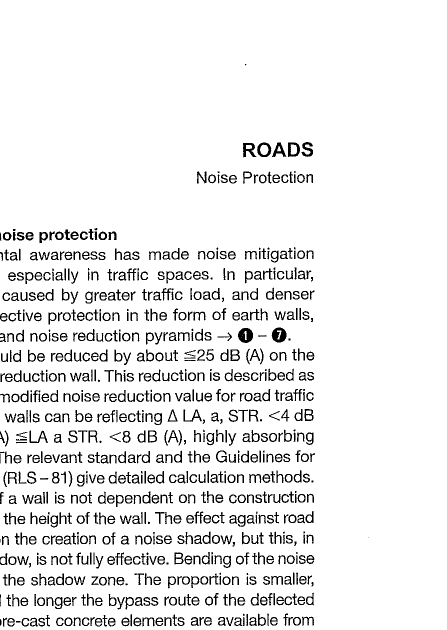 ROADS
Noise Protection
noise protection
ntal awareness has made noise mitigation
especially in traffic spaces. In particular,
caused by greater traffic load, and denser
ective protection in the form of earth walls,
and noise reduction pyramids → ❶ – ❼.
uld be reduced by about ≦25 dB (A) on the
reduction wall. This reduction is described as
modified noise reduction value for road traffic
walls can be reflecting Δ LA, a, STR. <4 dB
A) ≦LA a STR. <8 dB (A), highly absorbing
The relevant standard and the Guidelines for
(RLS – 81) give detailed calculation methods.
f a wall is not dependent on the construction
the height of the wall. The effect against road
n the creation of a noise shadow, but this, in
dow, is not fully effective. Bending of the noise
the shadow zone. The proportion is smaller,
the longer the bypass route of the deflected
pre-cast concrete elements are available from